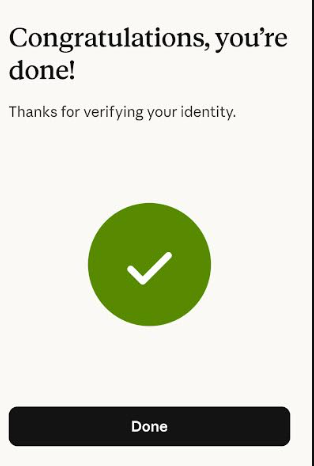 Congratulations, you’re
done!
Thanks for verifying your identity.
Done